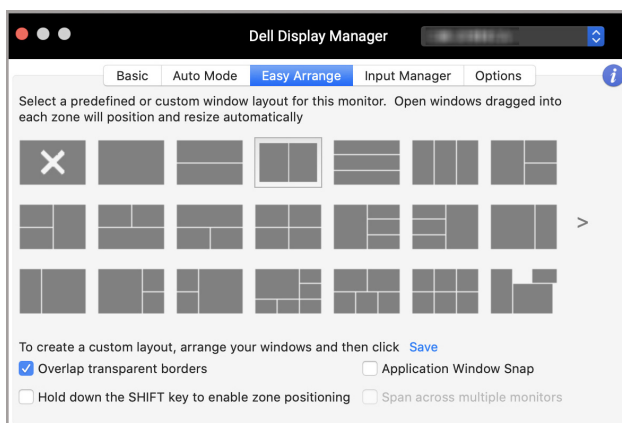 Dell Display Manager
Basic Auto Mode Easy Arrange Input Manager Options
Select a predefined or custom window layout for this monitor. Open windows dragged into
each zone will position and resize automatically
>
To create a custom layout, arrange your windows and then click Save
Overlap transparent borders Application Window Snap
Hold down the SHIFT key to enable zone positioning Span across multiple monitors